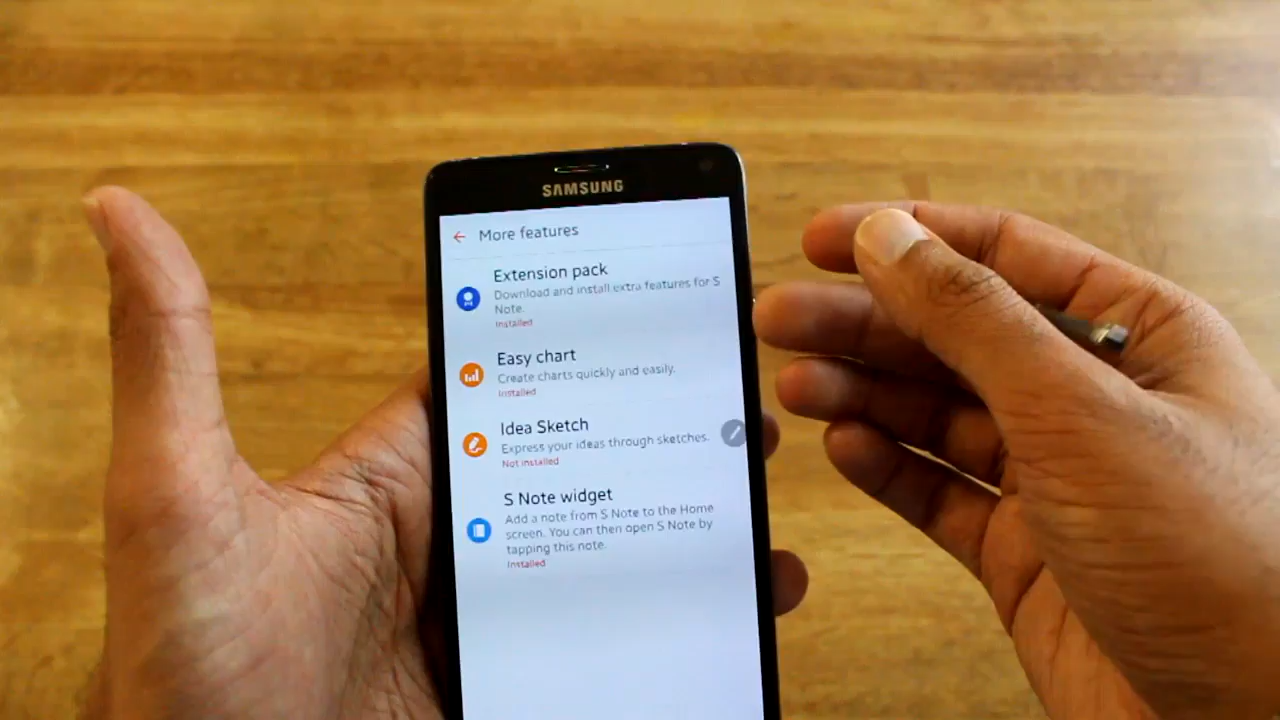 SAMSUNG
More features
Extension pack
Download and install extra features for S
Note.
Installed
Easy chart
Create charts quickly and easily.
Installed
Idea Sketch
Express your ideas through sketches.
Not installed
S Note widget
Add a note from S Note to the Home
screen. You can then open S Note by
tapping this note.
Installed